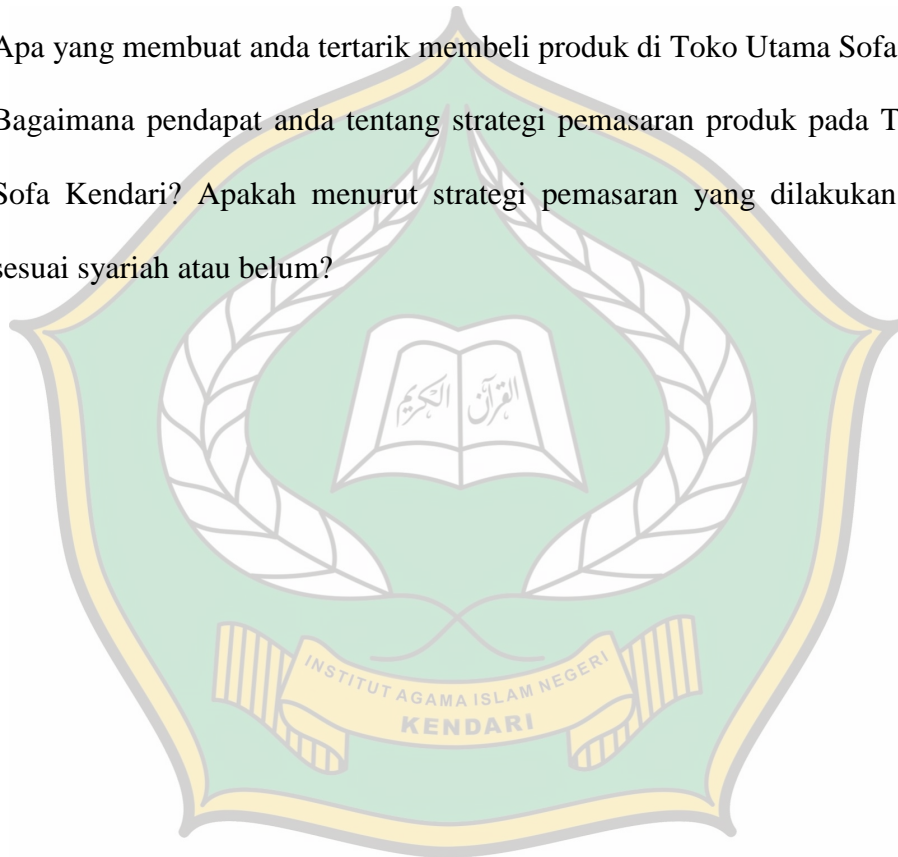 Apa yang membuat anda tertarik membeli produk di Toko Utama Sofa
Bagaimana pendapat anda tentang strategi pemasaran produk pada T
Sofa Kendari? Apakah menurut strategi pemasaran yang dilakukan
sesuai syariah atau belum?
القرآن الكريم
INSTITUT AGAMA ISLAM NEGERI
KENDARI